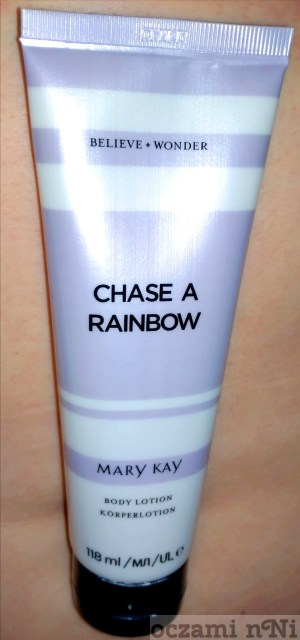 BELIEVE + WONDER
CHASE A
RAINBOW
MARY KAY
BODY LOTION
KÖRPERLOTION
118 ml / МЛ / UL e
oczami nNi